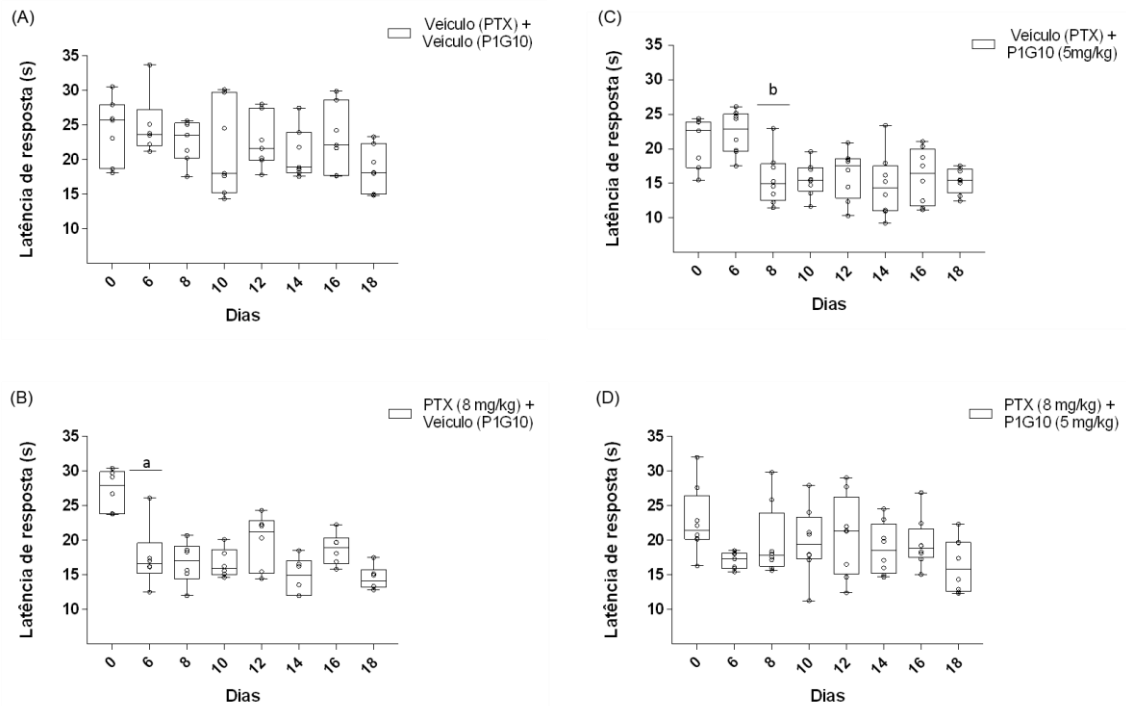 (A)
Veiculo (PTX) +
Veiculo (P1G10)
Latência de resposta (s)
35
30
25
20
15
10
0 6 8 10 12 14 16 18
Dias
(C)
Veiculo (PTX) +
P1G10 (5mg/kg)
Latência de resposta (s)
35
30
25
20
15
10
b
0 6 8 10 12 14 16 18
Dias
(B)
PTX (8 mg/kg) +
Veiculo (P1G10)
Latência de resposta (s)
35
30
25
20
15
10
a
0 6 8 10 12 14 16 18
Dias
(D)
PTX (8 mg/kg) +
P1G10 (5 mg/kg)
Latência de resposta (s)
35
30
25
20
15
10
0 6 8 10 12 14 16 18
Dias